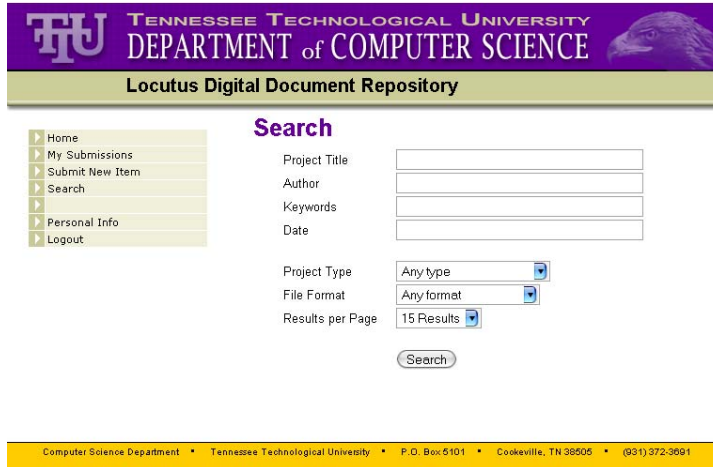 TTU
TENNESSEE TECHNOLOGICAL UNIVERSITY
DEPARTMENT of COMPUTER SCIENCE
Locutus Digital Document Repository
Home
My Submissions
Submit New Item
Search
Personal Info
Logout
Search
Project Title
Author
Keywords
Date
Project Type Any type
File Format Any format
Results per Page 15 Results
Search
Computer Science Department • Tennessee Technological University • P.O. Box 5101 • Cookeville, TN 38505 • (931) 372-3691